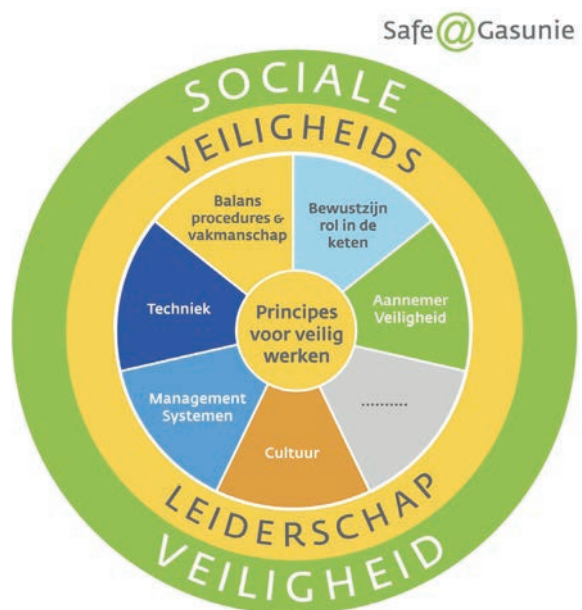 Safe@Gasunie
SOCIALE
VEILIGHEIDS
Balans
procedures &
vakmanschap
Bewustzijn
rol in de
keten
Techniek
Principes
voor veilig
werken
Aannemer
Veiligheid
Management
Systemen
..........
Cultuur
LEIDERSCHAP
VEILIGHEID